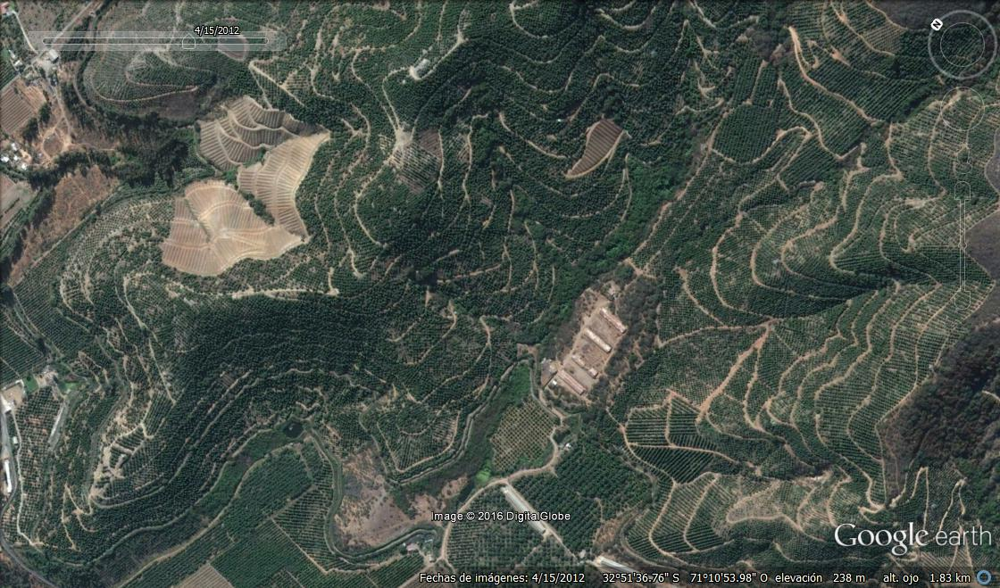 4/15/2012
N
Image © 2016 DigitalGlobe
Google earth
Fechas de imágenes: 4/15/2012 32°51'36.76" S 71°10'53.98" O elevación 238 m alt. ojo 1.83 km